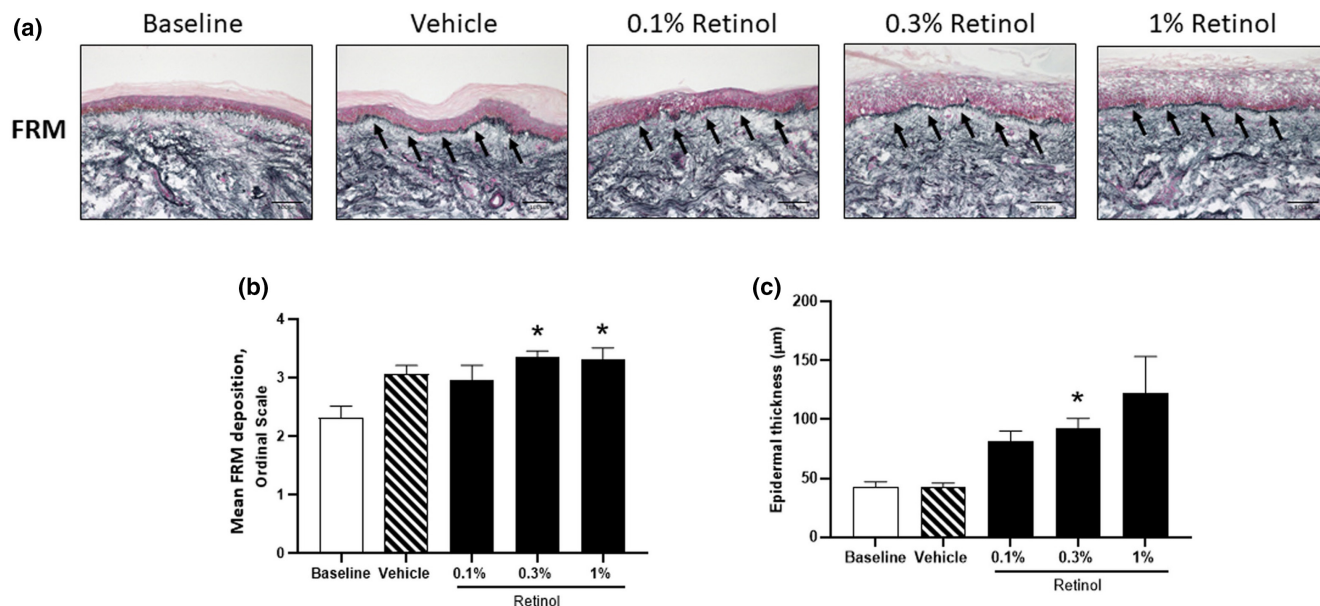 (a)
Baseline
Vehicle
0.1% Retinol
0.3% Retinol
1% Retinol
FRM
(b)
Mean FRM deposition,
Ordinal Scale
4
3
2
1
0
*
*
Baseline
Vehicle
0.1%
0.3%
1%
Retinol
(c)
Epidermal thickness (μm)
200
150
100
50
0
*
Baseline
Vehicle
0.1%
0.3%
1%
Retinol